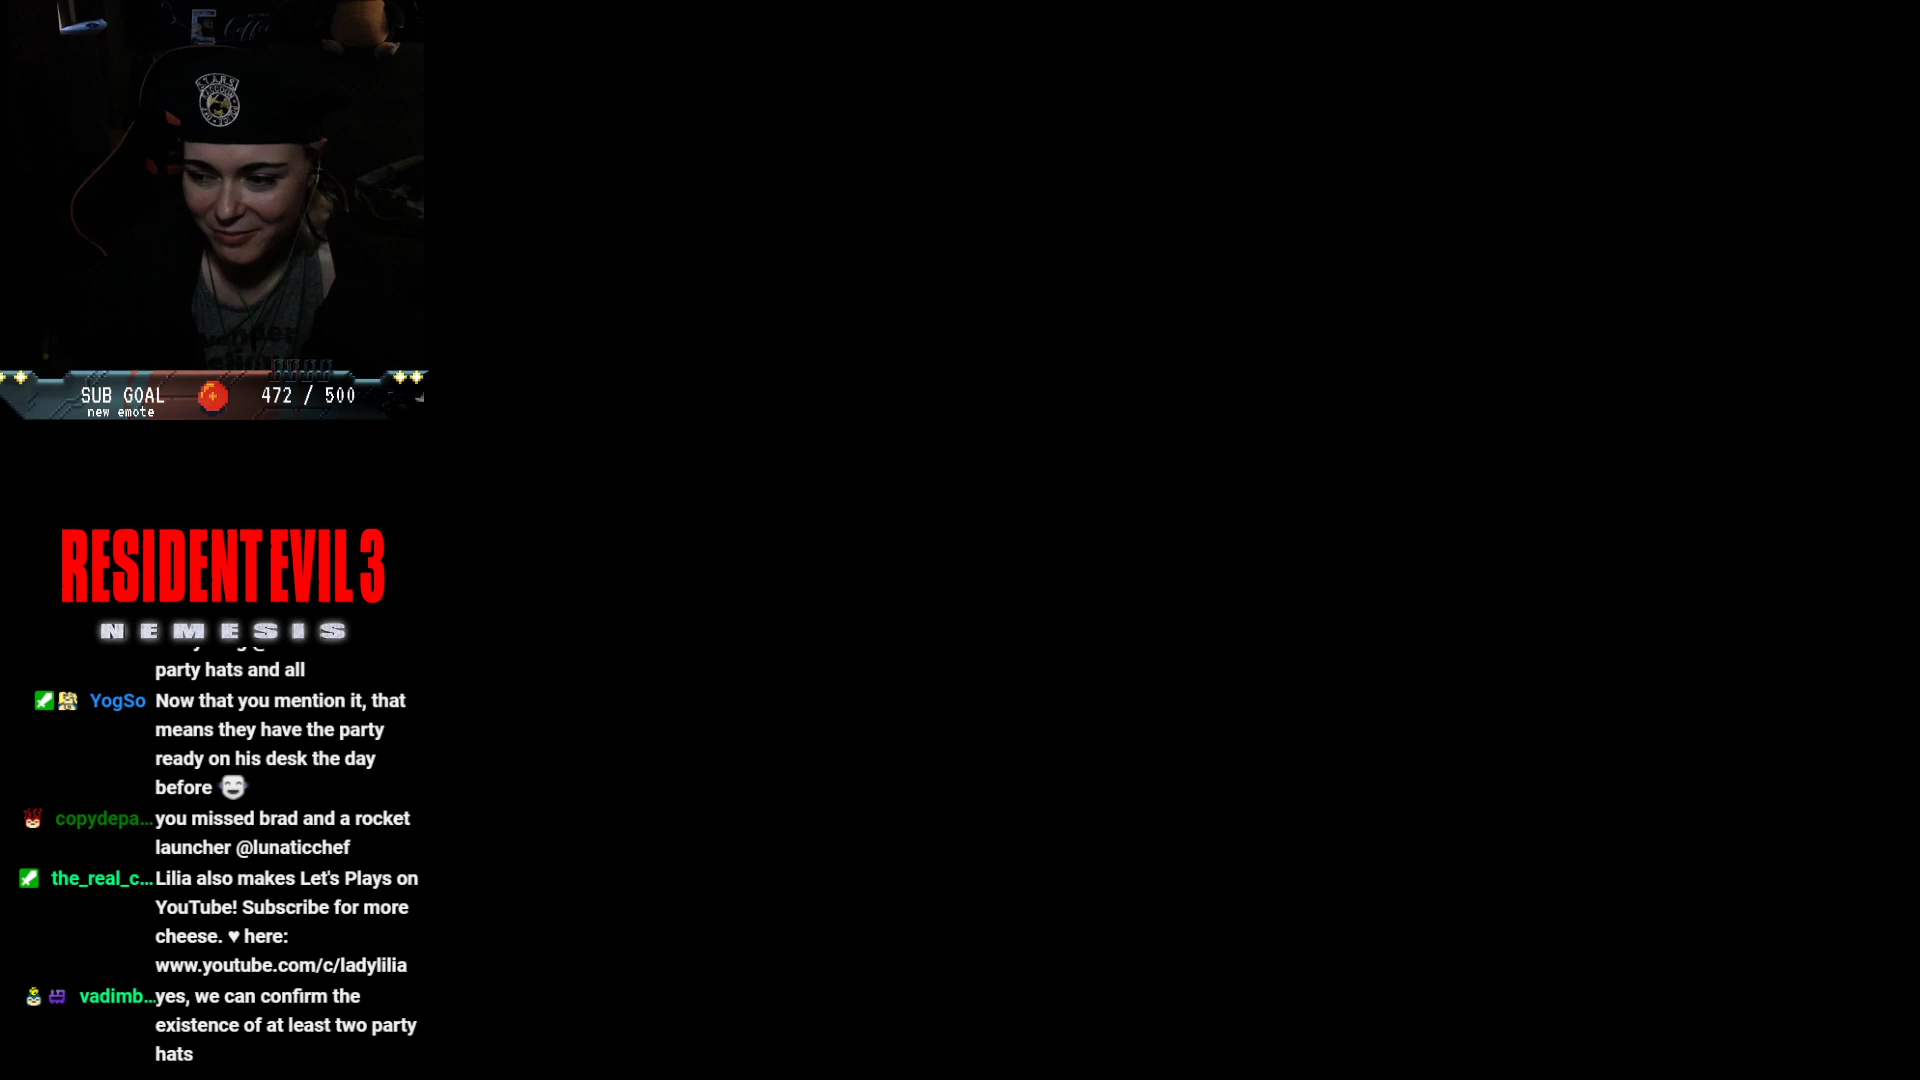 Coffee
S.T.A.R.S.
RACCOON
SUB GOAL
472 / 500
new emote
RESIDENT EVIL 3
NEMESIS
party hats and all
YogSo Now that you mention it, that
means they have the party
ready on his desk the day
before
copydepa... you missed brad and a rocket
launcher @lunaticchef
the_real_c... Lilia also makes Let's Plays on
YouTube! Subscribe for more
cheese. ♥ here:
www.youtube.com/c/ladylilia
vadimb... yes, we can confirm the
existence of at least two party
hats